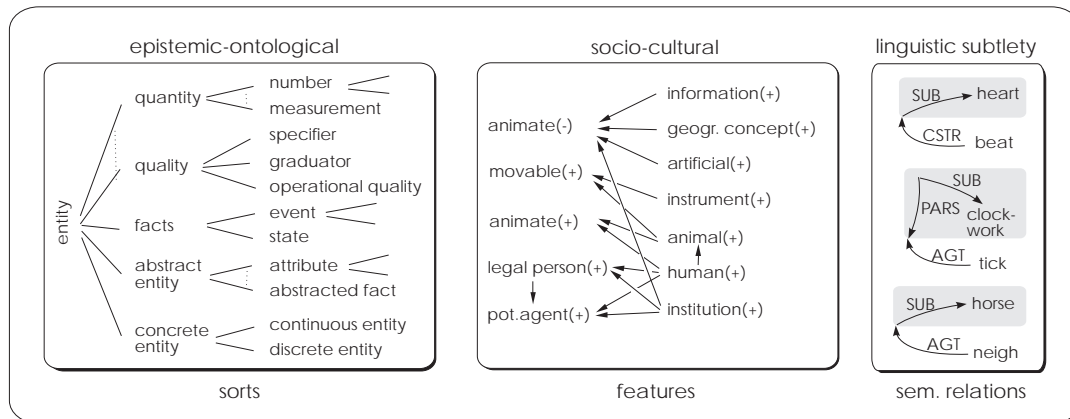 epistemic-ontological
entity
quantity
number
measurement
quality
specifier
graduator
operational quality
facts
event
state
abstract
entity
attribute
abstracted fact
concrete
entity
continuous entity
discrete entity
sorts
socio-cultural
animate(-)
movable(+)
animate(+)
legal person(+)
pot.agent(+)
information(+)
geogr. concept(+)
artificial(+)
instrument(+)
animal(+)
human(+)
institution(+)
features
linguistic subtlety
SUB
heart
CSTR
beat
SUB
PARS
clock-
work
AGT
tick
SUB
horse
AGT
neigh
sem. relations